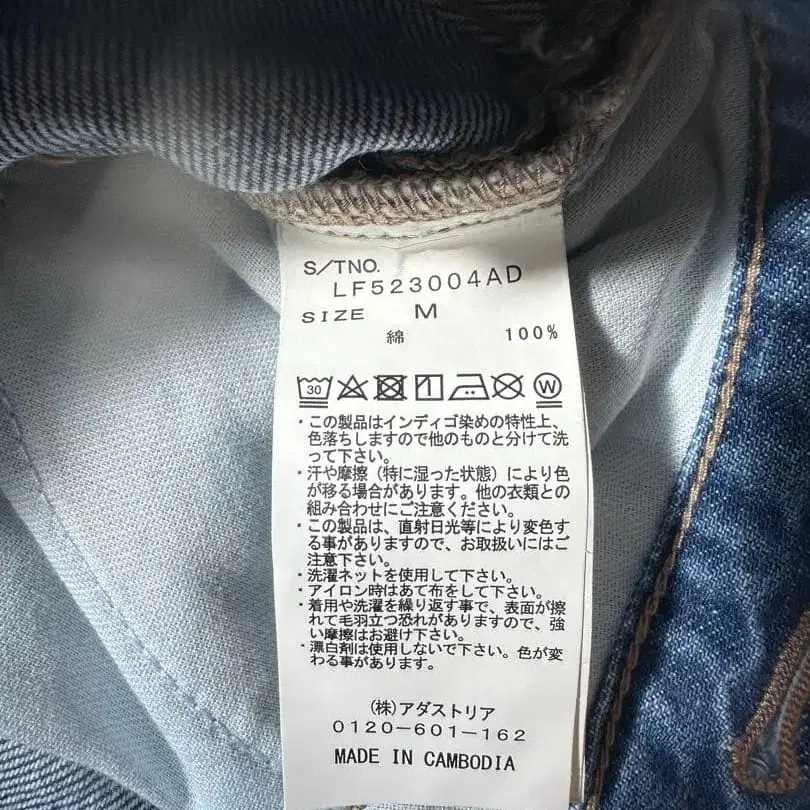 S/TNO.
LF523004AD
SIZE M
綿 100%
30 W
・この製品はインディゴ染めの特性上、
色落ちしますので他のものと分けて洗
って下さい。
・汗や摩擦（特に湿った状態）により色
が移る場合があります。他の衣類との
組み合わせにご注意ください。
・この製品は、直射日光等により変色す
る事がありますので、お取扱いにはご
注意下さい。
・洗濯ネットを使用して下さい。
・アイロン時はあて布をして下さい。
・着用や洗濯を繰り返す事で、表面が擦
れて毛羽立つ恐れがありますので、強
い摩擦はお避け下さい。
・漂白剤は使用しないで下さい。色が変
わる事があります。
(株)アダストリア
0120-601-162
MADE IN CAMBODIA